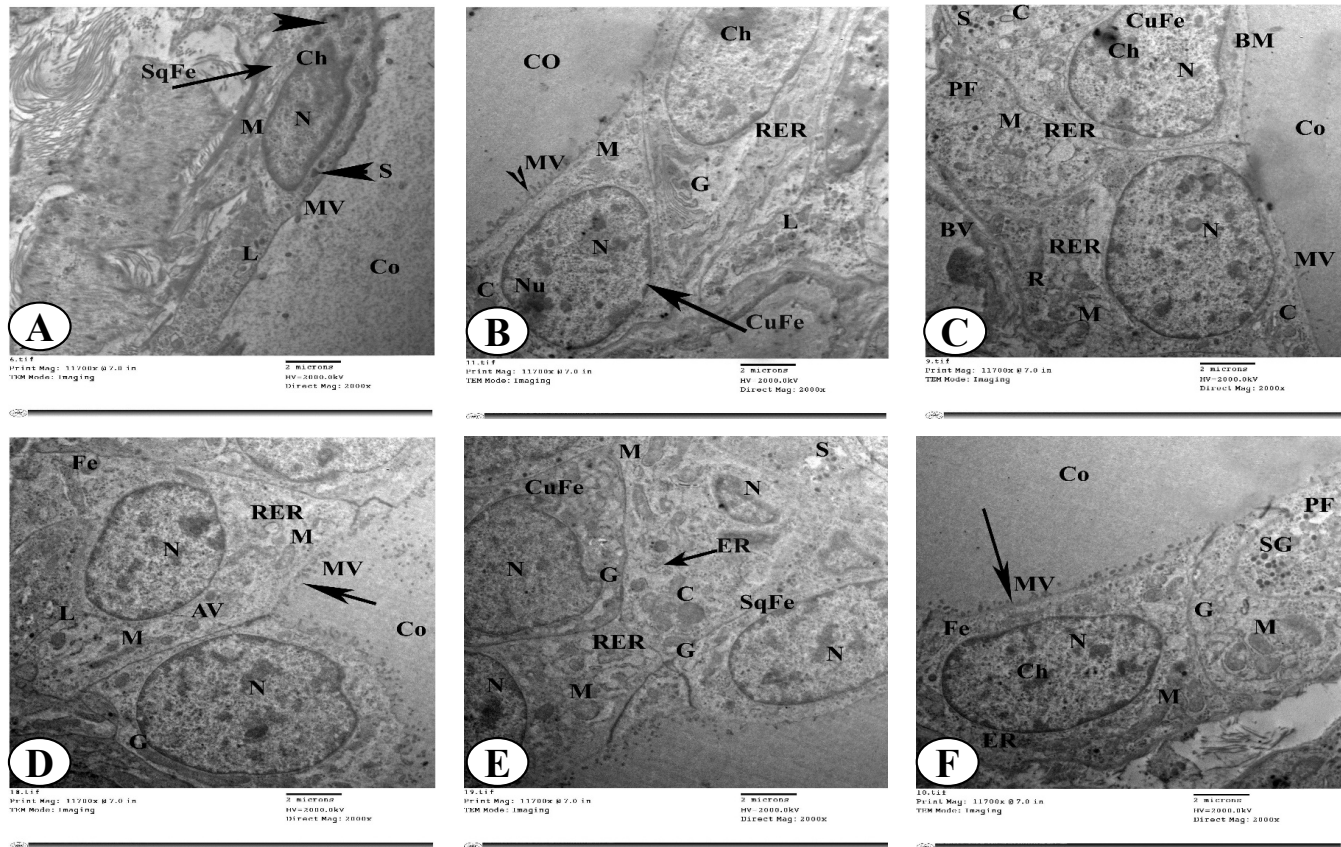 Ch
SqFe
M
N
S
MV
L
Co
A
6.tif
Print Mag: 11700x @ 7.0 in
TEM Mode: Imaging
2 microns
HV=2000.0kV
Direct Mag: 2000x
CO
Ch
RER
MV
M
G
N
L
C
Nu
CuFe
B
11.tif
Print Mag: 11700x @ 7.0 in
TEM Mode: Imaging
2 microns
HV=2000.0kV
Direct Mag: 2000x
S
C
CuFe
Ch
BM
N
PF
M
RER
Co
BV
RER
N
MV
R
M
C
C
9.tif
Print Mag: 11700x @ 7.0 in
TEM Mode: Imaging
2 microns
HV=2000.0kV
Direct Mag: 2000x
Fe
RER
M
N
MV
L
AV
M
Co
N
G
D
18.tif
Print Mag: 11700x @ 7.0 in
TEM Mode: Imaging
2 microns
HV=2000.0kV
Direct Mag: 2000x
M
S
CuFe
N
ER
N
G
C
SqFe
RER
G
N
N
M
E
19.tif
Print Mag: 11700x @ 7.0 in
TEM Mode: Imaging
2 microns
HV=2000.0kV
Direct Mag: 2000x
Co
PF
SG
MV
G
Fe
N
M
Ch
M
ER
F
10.tif
Print Mag: 11700x @ 7.0 in
TEM Mode: Imaging
2 microns
HV=2000.0kV
Direct Mag: 2000x